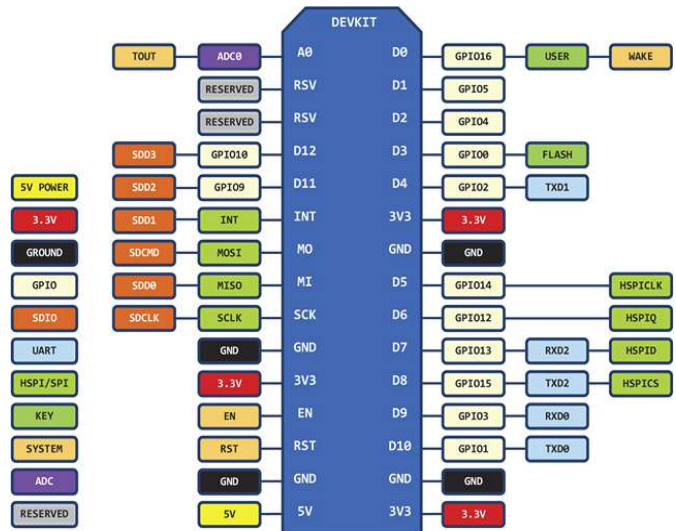 DEVKIT
TOUT ADC0 A0 D0 GPIO16 USER WAKE
RESERVED RSV D1 GPIO5
RESERVED RSV D2 GPIO4
SDD3 GPIO10 D12 D3 GPIO0 FLASH
5V POWER SDD2 GPIO9 D11 D4 GPIO2 TXD1
3.3V SDD1 INT INT 3V3 3.3V
GROUND SDCMD MOSI MO GND GND
GPIO SDD0 MISO MI D5 GPIO14 HSPICLK
SDIO SDCLK SCLK SCK D6 GPIO12 HSPIQ
UART GND GND D7 GPIO13 RXD2 HSPID
HSPI/SPI 3.3V 3V3 D8 GPIO15 TXD2 HSPICS
KEY EN EN D9 GPIO3 RXD0
SYSTEM RST RST D10 GPIO1 TXD0
ADC GND GND GND GND
RESERVED 5V 5V 3V3 3.3V